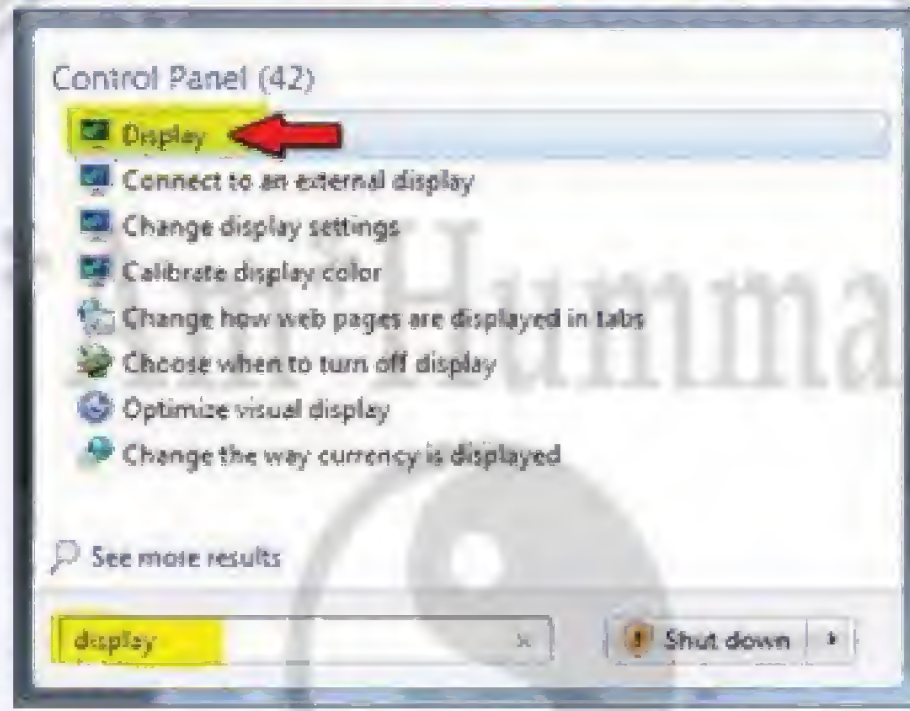 Control Panel (42)
Display
Connect to an external display
Change display settings
Calibrate display color
Change how web pages are displayed in tabs
Choose when to turn off display
Optimize visual display
Change the way currency is displayed
See more results
display
Shut down